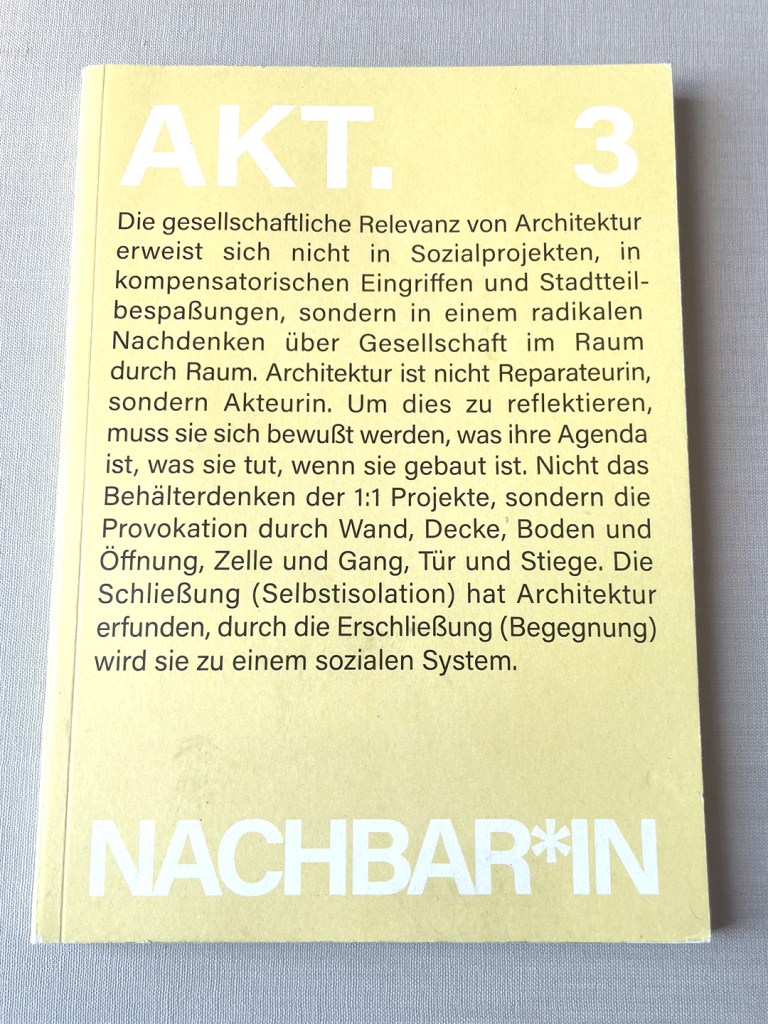 AKT. 3
Die gesellschaftliche Relevanz von Architektur
erweist sich nicht in Sozialprojekten, in
kompensatorischen Eingriffen und Stadtteil-
bespaßungen, sondern in einem radikalen
Nachdenken über Gesellschaft im Raum
durch Raum. Architektur ist nicht Reparateurin,
sondern Akteurin. Um dies zu reflektieren,
muss sie sich bewußt werden, was ihre Agenda
ist, was sie tut, wenn sie gebaut ist. Nicht das
Behälterdenken der 1:1 Projekte, sondern die
Provokation durch Wand, Decke, Boden und
Öffnung, Zelle und Gang, Tür und Stiege. Die
Schließung (Selbstisolation) hat Architektur
erfunden, durch die Erschließung (Begegnung)
wird sie zu einem sozialen System.
NACHBAR*IN